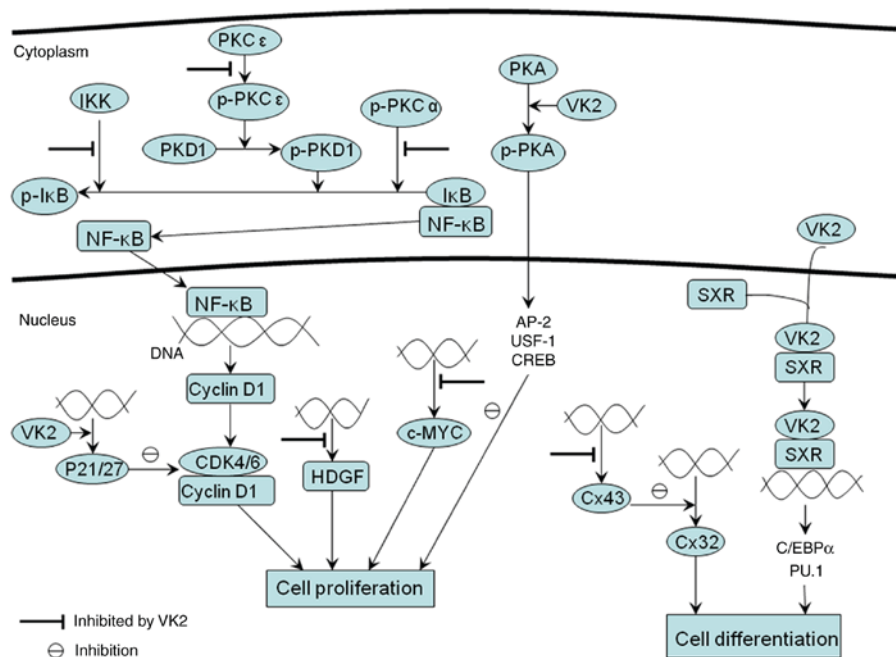 PKC ε
Cytoplasm
PKA
IKK
p-PKC ε
p-PKC α
VK2
PKD1
p-PKD1
p-PKA
p-IκB
IκB
NF-κB
NF-κB
VK2
SXR
NF-κB
Nucleus
AP-2
USF-1
CREB
DNA
VK2
SXR
Cyclin D1
VK2
SXR
VK2
c-MYC
P21/27
CDK4/6
Cyclin D1
HDGF
Cx43
Cx32
C/EBPα
PU.1
Cell proliferation
Inhibited by VK2
Inhibition
Cell differentiation